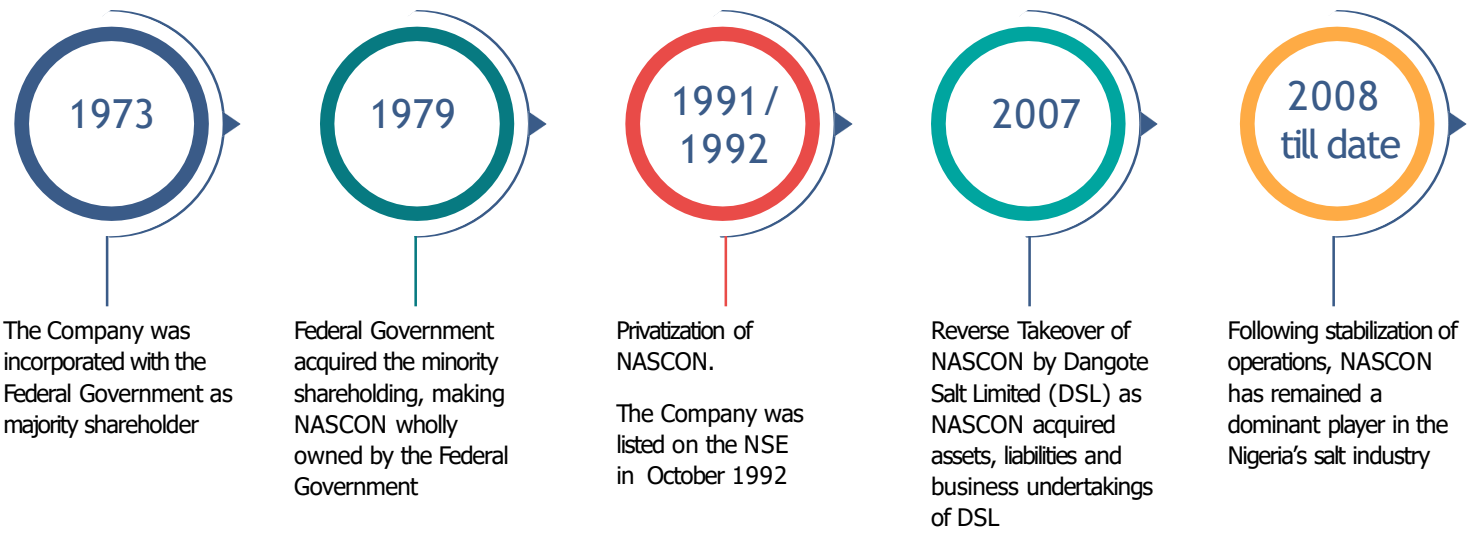 1973
The Company was
incorporated with the
Federal Government as
majority shareholder
1979
Federal Government
acquired the minority
shareholding, making
NASCON wholly
owned by the Federal
Government
1991/
1992
Privatization of
NASCON.
The Company was
listed on the NSE
in October 1992
2007
Reverse Takeover of
NASCON by Dangote
Salt Limited (DSL) as
NASCON acquired
assets, liabilities and
business undertakings
of DSL
2008
till date
Following stabilization of
operations, NASCON
has remained a
dominant player in the
Nigeria’s salt industry